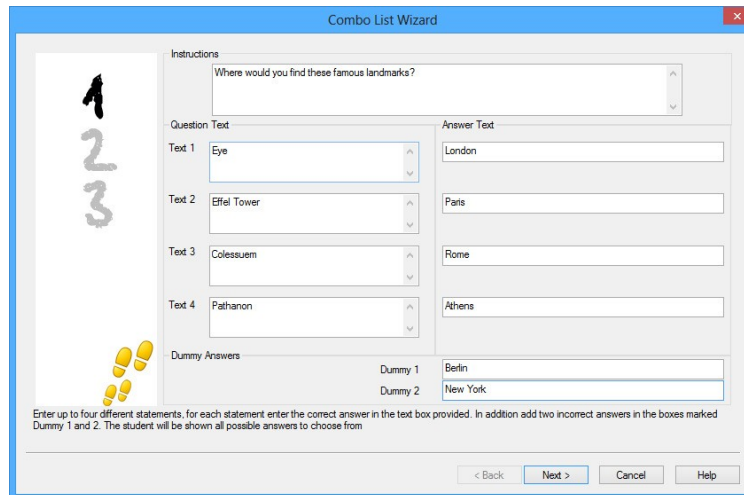 Combo List Wizard
1
2
3
Instructions
Where would you find these famous landmarks?
Question Text
Answer Text
Text 1
Eye
London
Text 2
Effel Tower
Paris
Text 3
Colessuem
Rome
Text 4
Pathanon
Athens
Dummy Answers
Dummy 1
Berlin
Dummy 2
New York
Enter up to four different statements, for each statement enter the correct answer in the text box provided. In addition add two incorrect answers in the boxes marked
Dummy 1 and 2. The student will be shown all possible answers to choose from
< Back
Next >
Cancel
Help